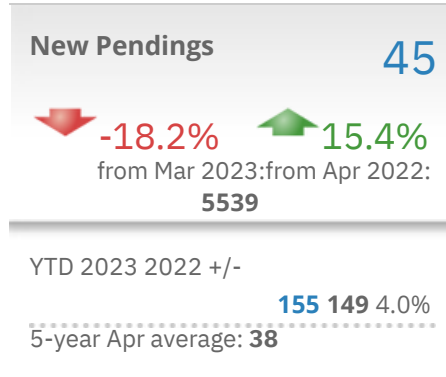 New Pendings 45
-18.2% 15.4%
from Mar 2023:from Apr 2022:
5539
YTD 2023 2022 +/-
155 149 4.0%
5-year Apr average: 38